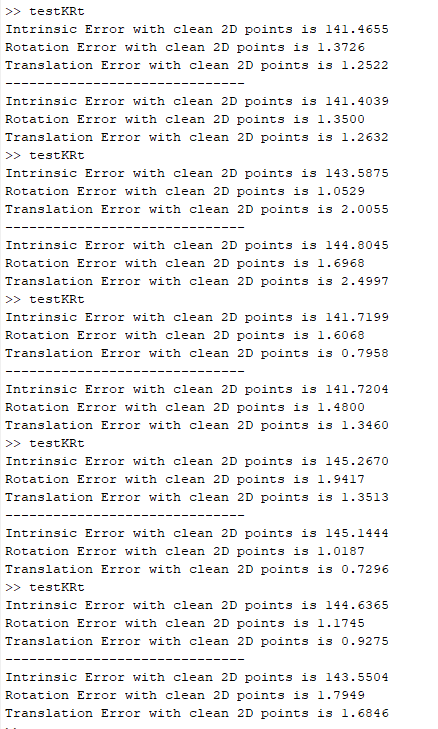 >> testKRt
Intrinsic Error with clean 2D points is 141.4655
Rotation Error with clean 2D points is 1.3726
Translation Error with clean 2D points is 1.2522
------------------------------
Intrinsic Error with clean 2D points is 141.4039
Rotation Error with clean 2D points is 1.3500
Translation Error with clean 2D points is 1.2632
>> testKRt
Intrinsic Error with clean 2D points is 143.5875
Rotation Error with clean 2D points is 1.0529
Translation Error with clean 2D points is 2.0055
------------------------------
Intrinsic Error with clean 2D points is 144.8045
Rotation Error with clean 2D points is 1.6968
Translation Error with clean 2D points is 2.4997
>> testKRt
Intrinsic Error with clean 2D points is 141.7199
Rotation Error with clean 2D points is 1.6068
Translation Error with clean 2D points is 0.7958
------------------------------
Intrinsic Error with clean 2D points is 141.7204
Rotation Error with clean 2D points is 1.4800
Translation Error with clean 2D points is 1.3460
>> testKRt
Intrinsic Error with clean 2D points is 145.2670
Rotation Error with clean 2D points is 1.9417
Translation Error with clean 2D points is 1.3513
------------------------------
Intrinsic Error with clean 2D points is 145.1444
Rotation Error with clean 2D points is 1.0187
Translation Error with clean 2D points is 0.7296
>> testKRt
Intrinsic Error with clean 2D points is 144.6365
Rotation Error with clean 2D points is 1.1745
Translation Error with clean 2D points is 0.9275
------------------------------
Intrinsic Error with clean 2D points is 143.5504
Rotation Error with clean 2D points is 1.7949
Translation Error with clean 2D points is 1.6846